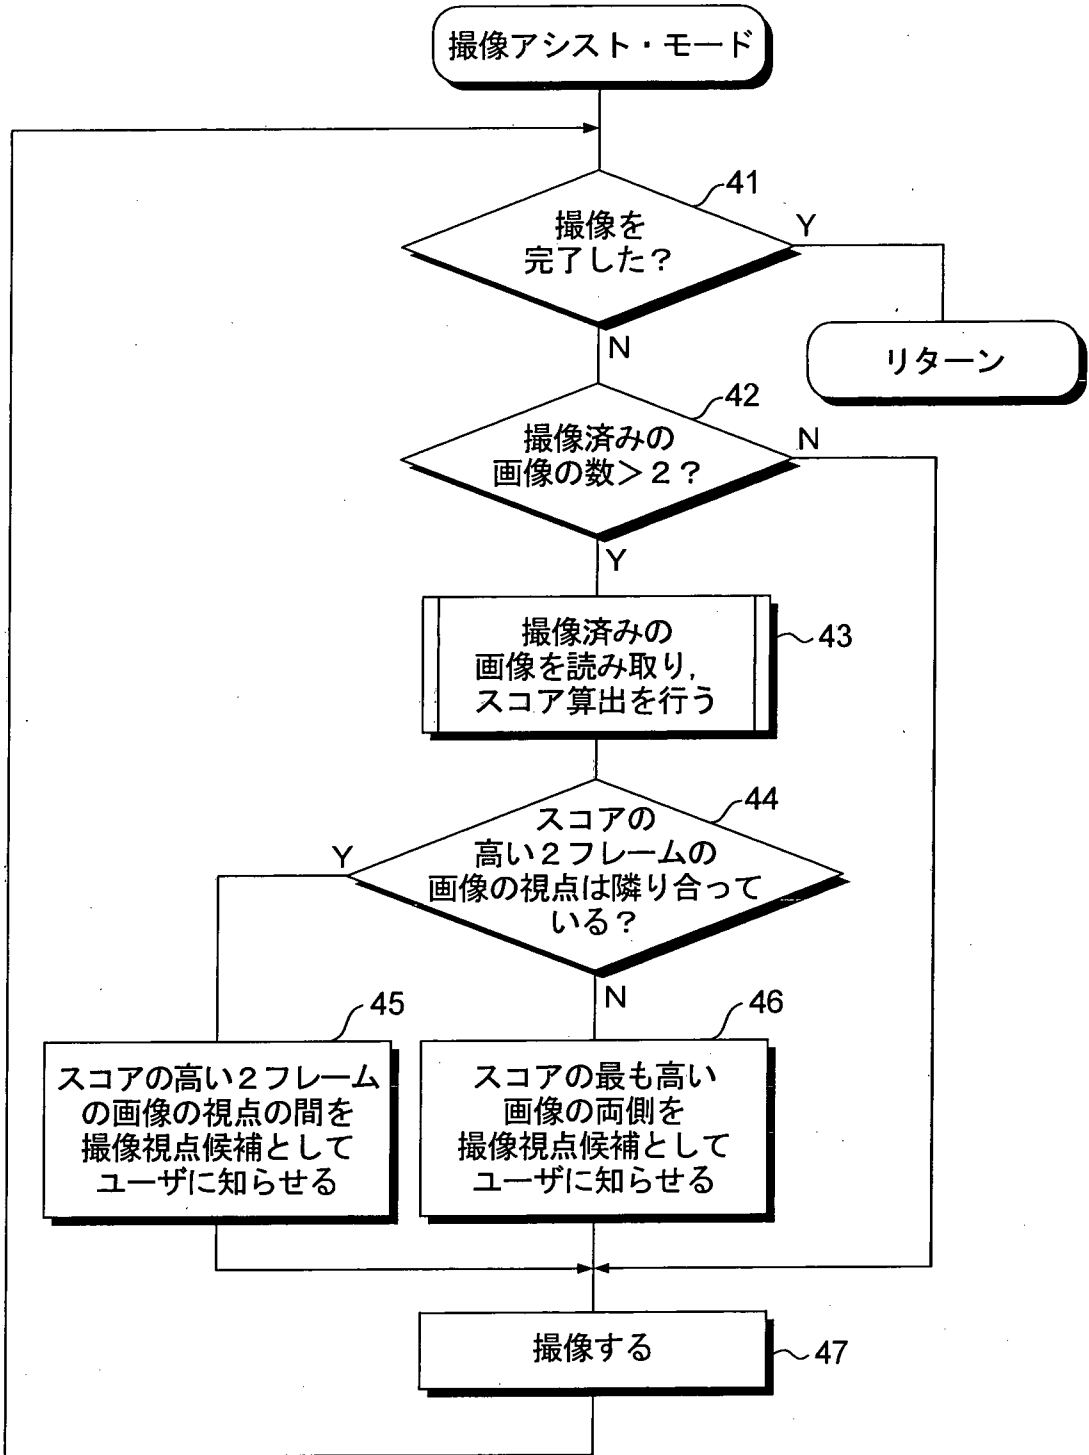 撮像アシスト・モード
41
撮像を
完了した？
Y
N
リターン
42
撮像済みの
画像の数＞２？
N
Y
撮像済みの
画像を読み取り,
スコア算出を行う
43
44
スコアの
高い２フレームの
画像の視点は隣り合って
いる？
Y
N
45
スコアの高い２フレーム
の画像の視点の間を
撮像視点候補として
ユーザに知らせる
46
スコアの最も高い
画像の両側を
撮像視点候補として
ユーザに知らせる
撮像する
47